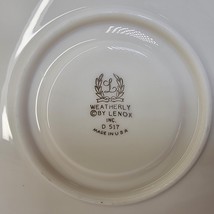 L
WEATHERLY
©BY LENOX
INC.
D 517
MADE IN U.S.A.